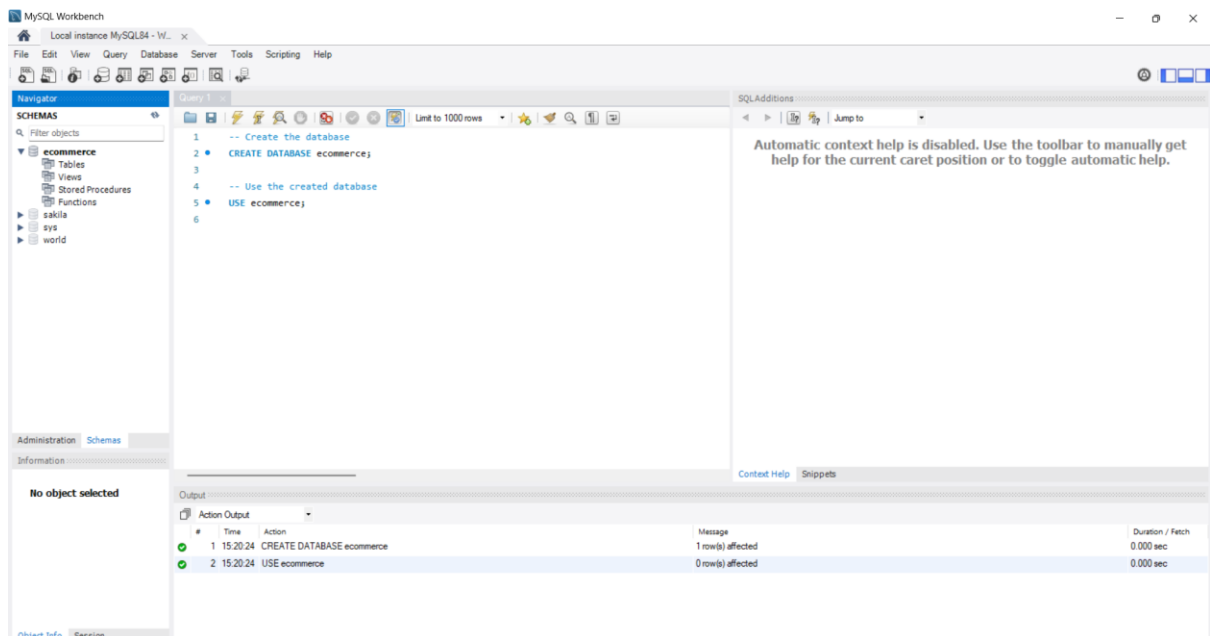 MySQL Workbench
Local instance MySQL84 - W... ×
File Edit View Query Database Server Tools Scripting Help
Navigator
SCHEMAS
Filter objects
ecommerce
Tables
Views
Stored Procedures
Functions
sakila
sys
world
Administration Schemas
Information
No object selected
Object Info Session
Query 1 ×
Limit to 1000 rows
1 -- Create the database
2 CREATE DATABASE ecommerce;
3
4 -- Use the created database
5 USE ecommerce;
6
SQLAdditions
Jump to
Automatic context help is disabled. Use the toolbar to manually get
help for the current caret position or to toggle automatic help.
Context Help Snippets
Output
Action Output
# Time Action Message Duration / Fetch
1 15:20:24 CREATE DATABASE ecommerce 1 row(s) affected 0.000 sec
2 15:20:24 USE ecommerce 0 row(s) affected 0.000 sec